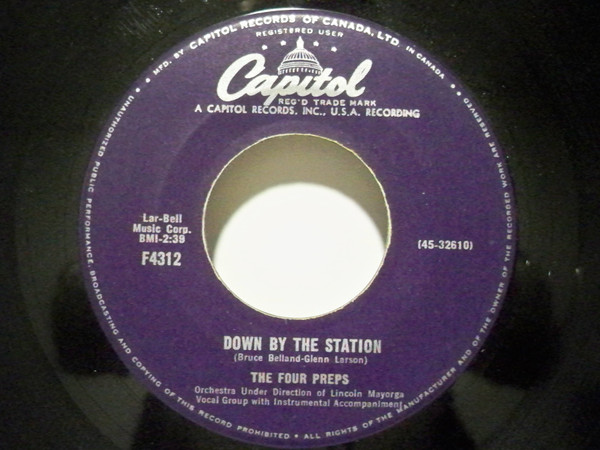 MFD. BY CAPITOL RECORDS OF CANADA, LTD. IN CANADA
REGISTERED USER
Capitol
REG'D TRADE MARK
A CAPITOL RECORDS, INC., U.S.A. RECORDING
Lar-Bell
Music Corp.
BMI-2:39
F4312
(45-32610)
DOWN BY THE STATION
(Bruce Belland-Glenn Larson)
THE FOUR PREPS
Orchestra Under Direction of Lincoln Mayorga
Vocal Group with Instrumental Accompaniment
UNAUTHORIZED PUBLIC PERFORMANCE, BROADCASTING AND COPYING OF THIS RECORD PROHIBITED • ALL RIGHTS OF THE MANUFACTURER AND OF THE OWNER OF THE RECORDED WORK ARE RESERVED